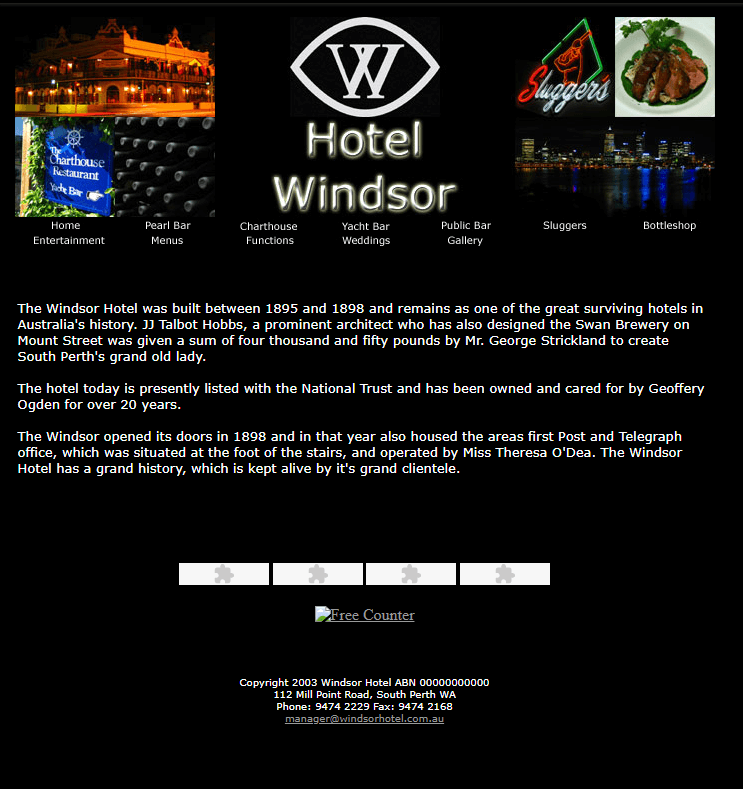 W
Hotel
Windsor
Sluggers
The
Charthouse
Restaurant
Yacht Bar
Home
Pearl Bar
Charthouse
Yacht Bar
Public Bar
Sluggers
Bottleshop
Entertainment
Menus
Functions
Weddings
Gallery
The Windsor Hotel was built between 1895 and 1898 and remains as one of the great surviving hotels in
Australia's history. JJ Talbot Hobbs, a prominent architect who has also designed the Swan Brewery on
Mount Street was given a sum of four thousand and fifty pounds by Mr. George Strickland to create
South Perth's grand old lady.
The hotel today is presently listed with the National Trust and has been owned and cared for by Geoffery
Ogden for over 20 years.
The Windsor opened its doors in 1898 and in that year also housed the areas first Post and Telegraph
office, which was situated at the foot of the stairs, and operated by Miss Theresa O'Dea. The Windsor
Hotel has a grand history, which is kept alive by it's grand clientele.
Free Counter
Copyright 2003 Windsor Hotel ABN 00000000000
112 Mill Point Road, South Perth WA
Phone: 9474 2229 Fax: 9474 2168
manager@windsorhotel.com.au